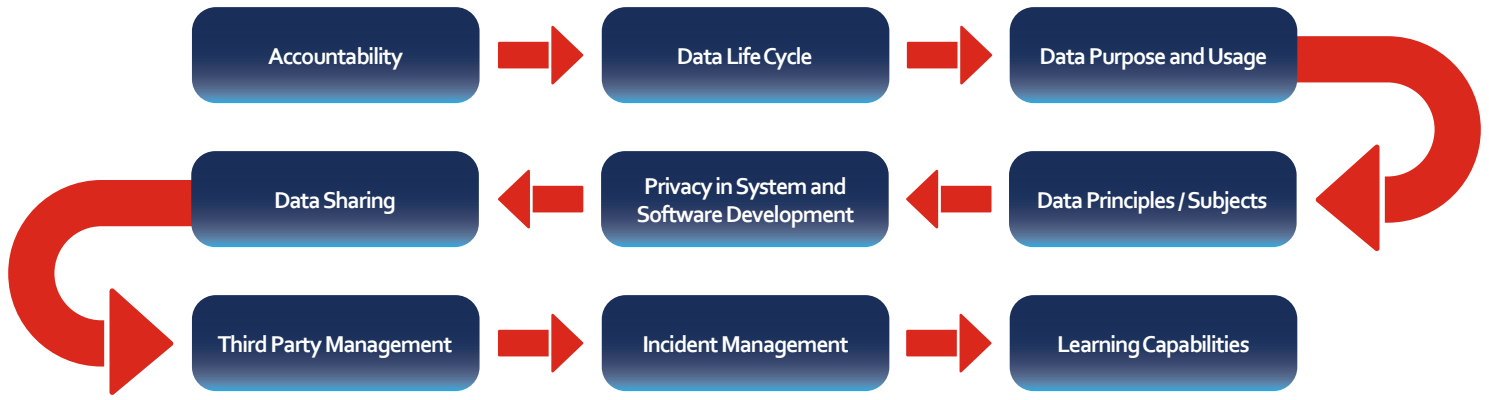 Accountability
Data Life Cycle
Data Purpose and Usage
Data Principles / Subjects
Privacy in System and
Software Development
Data Sharing
Third Party Management
Incident Management
Learning Capabilities